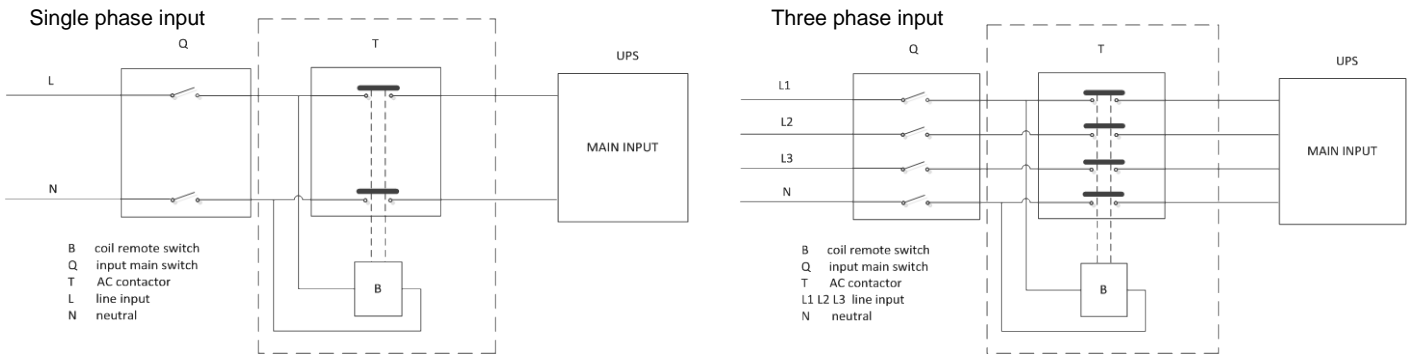 Single phase input
Q
T
UPS
L
MAIN INPUT
N
B coil remote switch
Q input main switch
T AC contactor
L line input
N neutral
B
Three phase input
Q
T
UPS
L1
L2
L3
MAIN INPUT
N
B coil remote switch
Q input main switch
T AC contactor
L1 L2 L3 line input
N neutral
B